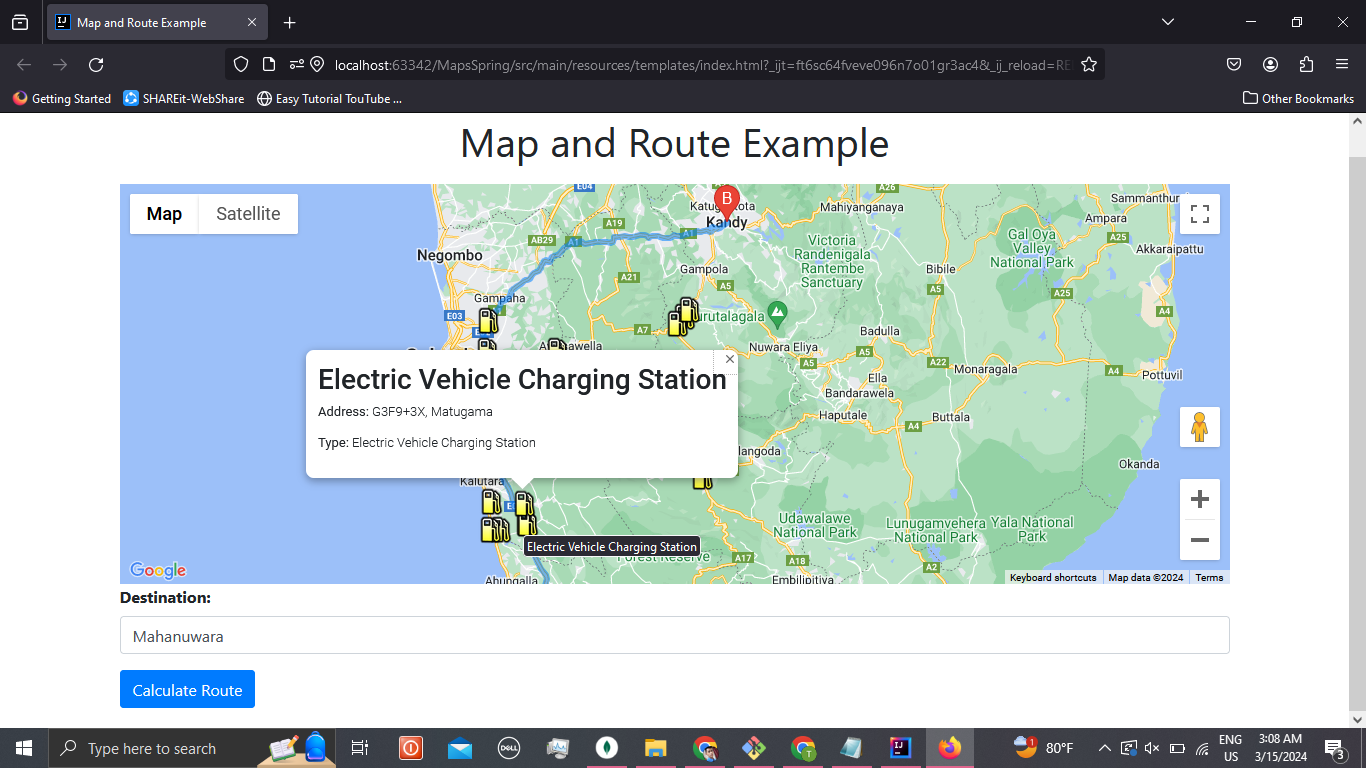 Map and Route Example
localhost:63342/MapsSpring/src/main/resources/templates/index.html?_ijt=ft6sc64fveve096n7o01gr3ac4&_ij_reload=RE
Getting Started
SHAREit-WebShare
Easy Tutorial TouTube ...
Other Bookmarks
Map and Route Example
Map
Satellite
E04
A26
Sammanthur
Kandy
B
Mahiyanganaya
Ampara
A19
A1
A1
AB29
Victoria
Randenigala
Rantembe
Sanctuary
Gal Oya
Valley
National Park
A25
Akkaraipattu
Negombo
A21
Gampola
A5
Bibile
A5
A25
Gampaha
E03
A4
A7
Badulla
Nuwara Eliya
A5
A5
A22
Ella
Monaragala
A4
Pottuvil
Bandarawela
Haputale
Buttala
A4
Electric Vehicle Charging Station
Address: G3F9+3X, Matugama
Type: Electric Vehicle Charging Station
Okanda
Kalutara
Udawalawe
National Park
Lunugamvehera
National Park
Yala National
Park
Electric Vehicle Charging Station
A17
A18
A2
Ahungalla
Embilipitiya
Google
Keyboard shortcuts
Map data ©2024
Terms
Destination:
Mahanuwara
Calculate Route
Type here to search
DELL
1
80°F
ENG
US
3:08 AM
3/15/2024
3